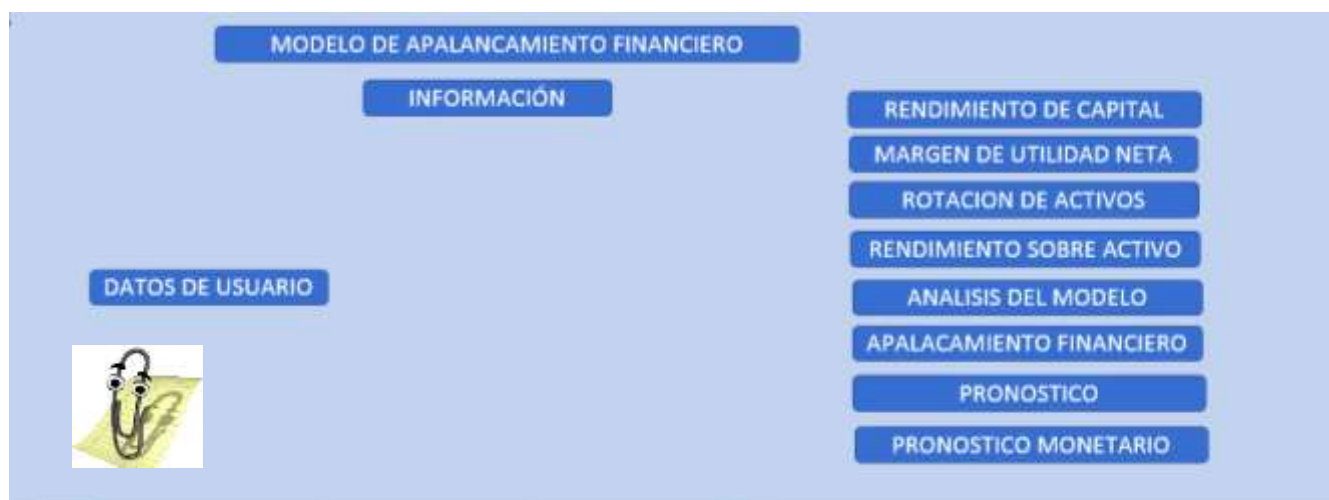 MODELO DE APALANCAMIENTO FINANCIERO
INFORMACIÓN
DATOS DE USUARIO
RENDIMIENTO DE CAPITAL
MARGEN DE UTILIDAD NETA
ROTACION DE ACTIVOS
RENDIMIENTO SOBRE ACTIVO
ANALISIS DEL MODELO
APALACAMIENTO FINANCIERO
PRONOSTICO
PRONOSTICO MONETARIO